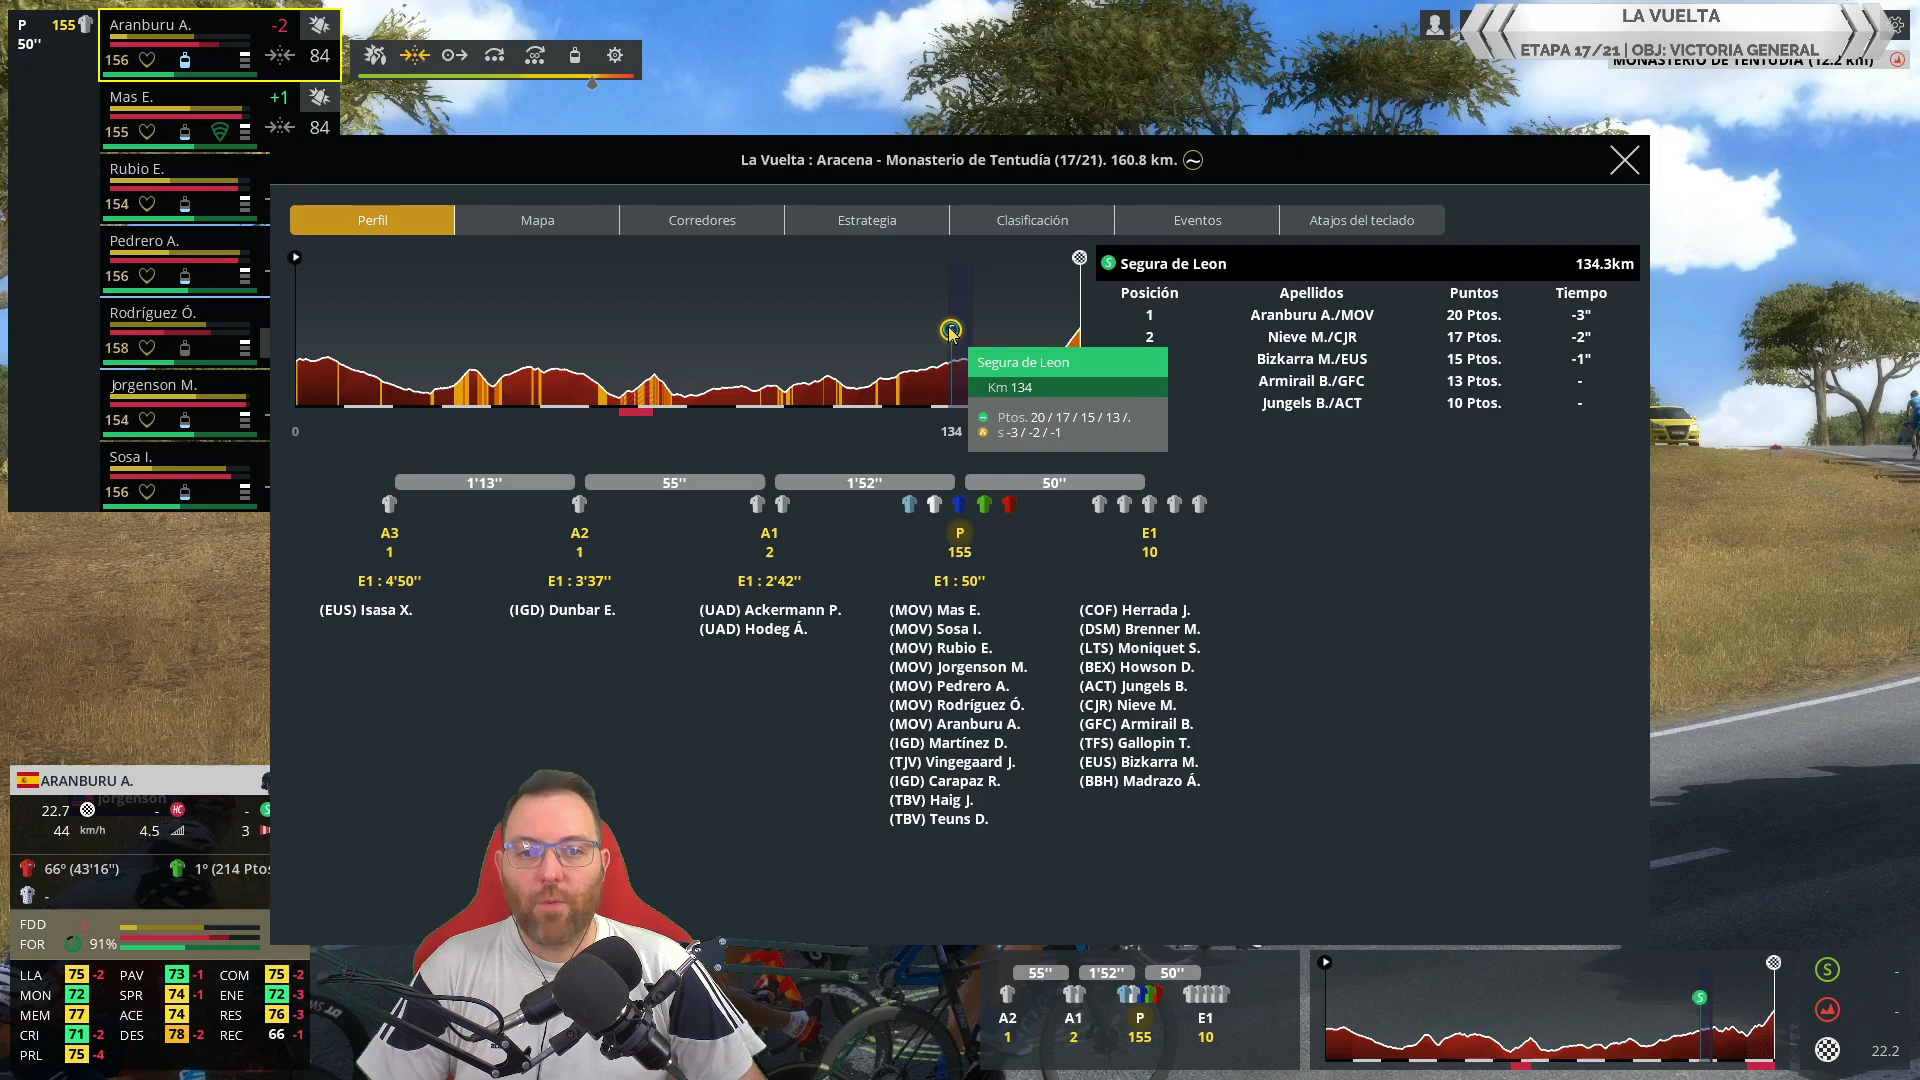 P 155
50''
Aranburu A. -2
156 84
Mas E. +1
155 84
Rubio E.
154
Pedrero A.
156
Rodríguez Ó.
158
Jorgenson M.
154
Sosa I.
156
LA VUELTA
ETAPA 17/21 | OBJ: VICTORIA GENERAL
MONASTERIO DE TENTUDÍA (12.2 km)
La Vuelta : Aracena - Monasterio de Tentudía (17/21). 160.8 km.
Perfil Mapa Corredores Estrategia Clasificación Eventos Atajos del teclado
S Segura de Leon 134.3km
Posición Apellidos Puntos Tiempo
1 Aranburu A./MOV 20 Ptos. -3"
2 Nieve M./CJR 17 Ptos. -2"
Bizkarra M./EUS 15 Ptos. -1"
Armirail B./GFC 13 Ptos. -
Jungels B./ACT 10 Ptos. -
Segura de Leon
Km 134
Ptos. 20 / 17 / 15 / 13 /.
s -3 / -2 / -1
0 134
1'13'' 55'' 1'52'' 50''
A3 A2 A1 P E1
1 1 2 155 10
E1 : 4'50'' E1 : 3'37'' E1 : 2'42'' E1 : 50''
(EUS) Isasa X. (IGD) Dunbar E. (UAD) Ackermann P. (MOV) Mas E. (COF) Herrada J.
(UAD) Hodeg Á. (MOV) Sosa I. (DSM) Brenner M.
(MOV) Rubio E. (LTS) Moniquet S.
(MOV) Jorgenson M. (BEX) Howson D.
(MOV) Pedrero A. (ACT) Jungels B.
(MOV) Rodríguez Ó. (CJR) Nieve M.
(MOV) Aranburu A. (GFC) Armirail B.
(IGD) Martínez D. (TFS) Gallopin T.
(TJV) Vingegaard J. (EUS) Bizkarra M.
(IGD) Carapaz R. (BBH) Madrazo Á.
(TBV) Haig J.
(TBV) Teuns D.
ARANBURU A.
Jorgenson
22.7 HC - - S
44 km/h 4.5 3
66º (43'16'') 1º (214 Ptos
-
FDD
FOR 91%
LLA 75 -2 PAV 73 -1 COM 75 -2
MON 72 SPR 74 -1 ENE 72 -3
MEM 77 ACE 74 RES 76 -3
CRI 71 -2 DES 78 -2 REC 66 -1
PRL 75 -4
55'' 1'52'' 50''
A2 A1 P E1
1 2 155 10
S
S -
-
22.2